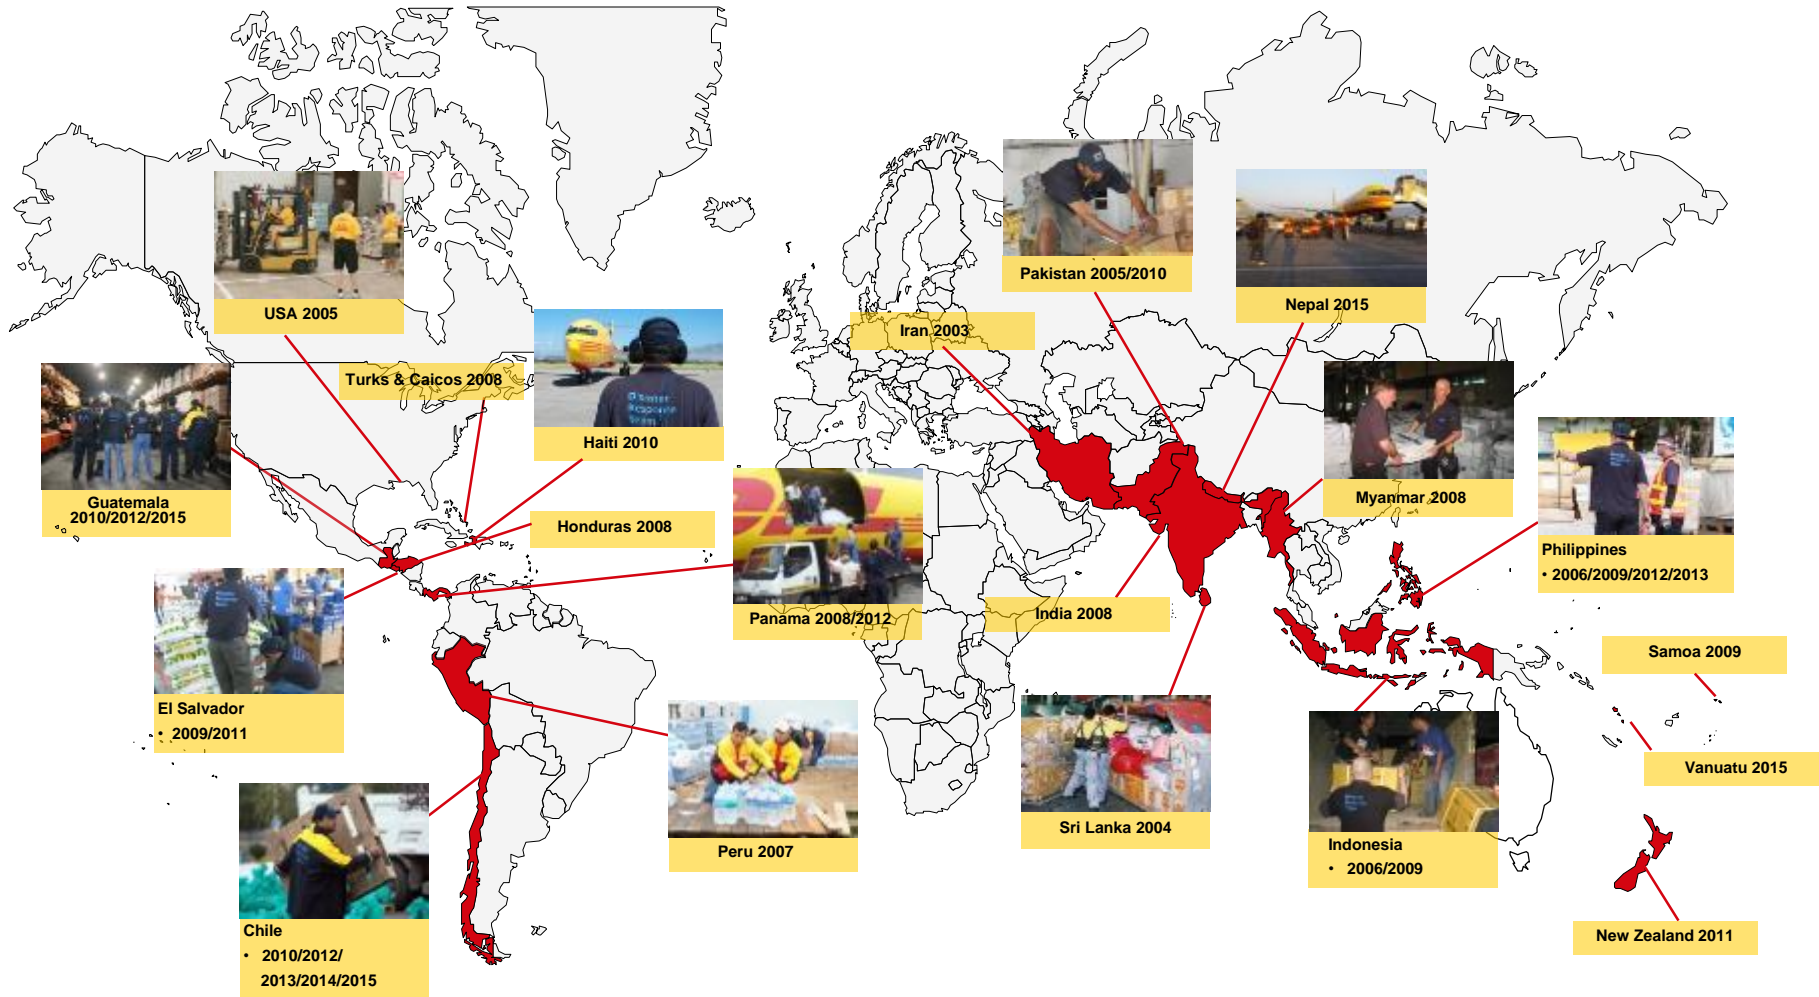 USA 2005
Pakistan 2005/2010
Nepal 2015
Iran 2003
Turks & Caicos 2008
Disaster
Response
Team
Haiti 2010
Guatemala
2010/2012/2015
Honduras 2008
Myanmar 2008
Philippines
• 2006/2009/2012/2013
Panama 2008/2012
India 2008
Samoa 2009
El Salvador
• 2009/2011
Vanuatu 2015
Peru 2007
Sri Lanka 2004
Indonesia
• 2006/2009
Chile
• 2010/2012/
2013/2014/2015
New Zealand 2011